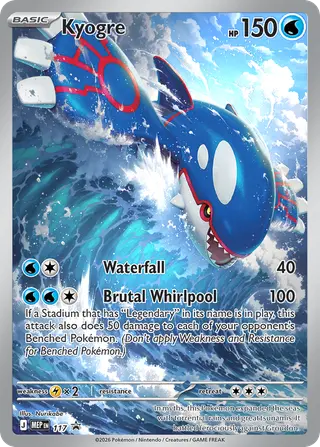 BASIC
Kyogre
HP 150
Waterfall 40
Brutal Whirlpool 100
If a Stadium that has "Legendary" in its name is in play, this
attack also does 50 damage to each of your opponent's
Benched Pokémon. (Don't apply Weakness and Resistance
for Benched Pokémon.)
weakness ×2 resistance retreat
Illus. Nurikabe
J MEP EN 117
In myths,
©2026 Pokémon / Nintendo / Creatures / GAME FREAK